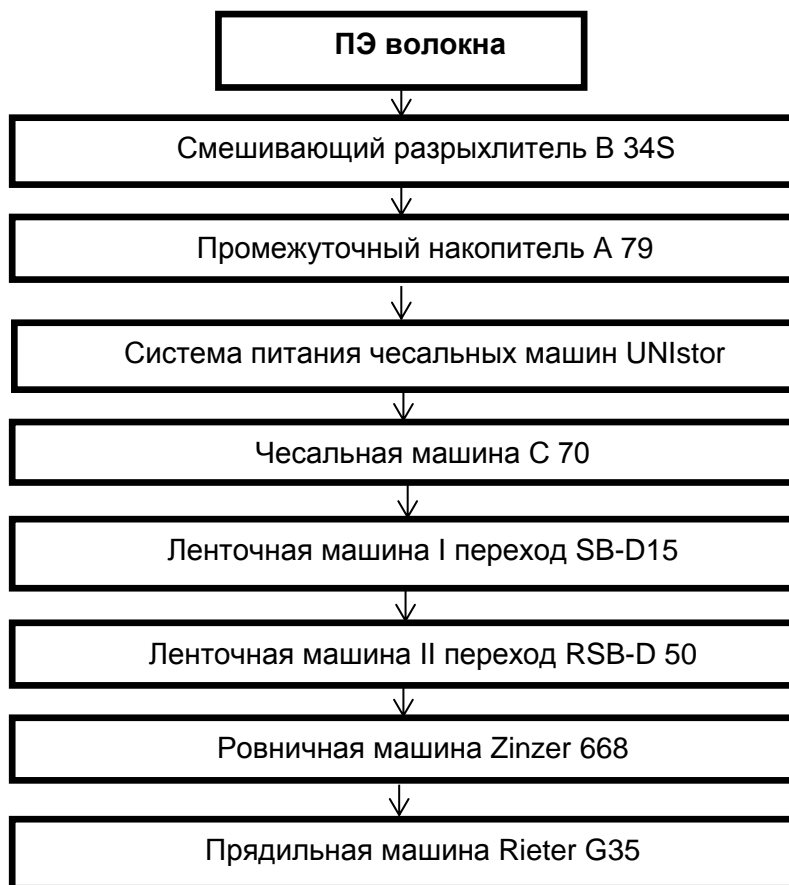 ПЭ волокна
Смешивающий разрыхлитель B 34S
Промежуточный накопитель А 79
Система питания чесальных машин UNIstor
Чесальная машина С 70
Ленточная машина I переход SB-D15
Ленточная машина II переход RSB-D 50
Ровничная машина Zinzer 668
Прядильная машина Rieter G35